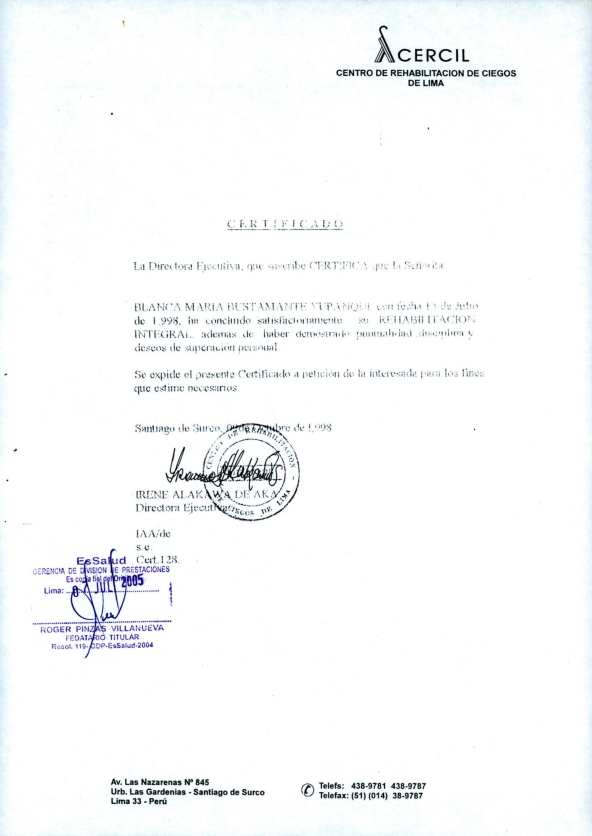 ACERCIL
CENTRO DE REHABILITACION DE CIEGOS
DE LIMA
CERTIFICADO
La Directora Ejecutiva, que suscribe CERTIFICA que la Señorita
BLANCA MARIA BUSTAMANTE YUPANQUI con fecha 13 de Julio
de 1,998, ha concluido satisfactoriamente su REHABILITACION
INTEGRAL, ademas de haber demostrado puntualidad disciplina y
deseos de superacion personal
Se expide el presente Certificado a petición de la interesada para los fines
que estime necesarios.
Santiago de Surco, de 1,998
CENTRO DE REHABILITACION
DE CIEGOS DE LIMA
IRENE ALAKAWA DE AKA
Directora Ejecutiva
IAA/de
s.c.
Cert.128.
EsSalud
GERENCIA DE DIVISION DE PRESTACIONES
Es copia fiel del Original
Lima: JUL 2005
ROGER PINZAS VILLANUEVA
FEDATARIO TITULAR
Resol. 119- GDP-EsSalud-2004
Av. Las Nazarenas Nº 845
Urb. Las Gardenias - Santiago de Surco
Lima 33 - Perú
Telefs: 438-9781 438-9787
Telefax: (51) (014) 38-9787